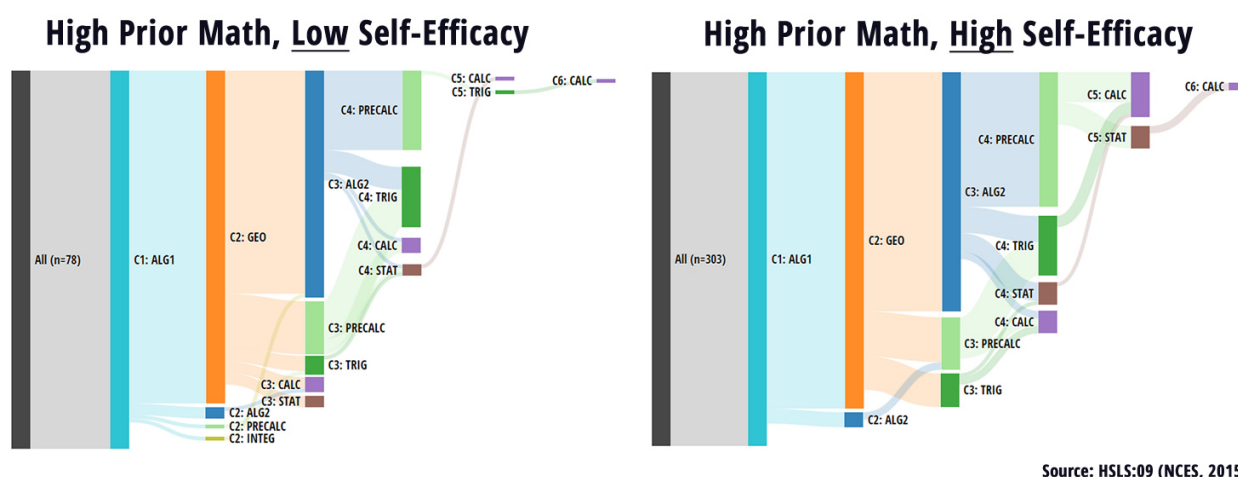 High Prior Math, Low Self-Efficacy
All (n=78)
C1: ALG1
C2: GEO
C2: ALG2
C2: PRECALC
C2: INTEG
C3: ALG2
C3: PRECALC
C3: TRIG
C3: CALC
C3: STAT
C4: PRECALC
C4: TRIG
C4: CALC
C4: STAT
C5: CALC
C5: TRIG
C6: CALC
High Prior Math, High Self-Efficacy
All (n=303)
C1: ALG1
C2: GEO
C2: ALG2
C3: ALG2
C3: PRECALC
C3: TRIG
C4: PRECALC
C4: TRIG
C4: STAT
C4: CALC
C5: CALC
C5: STAT
C6: CALC
Source: HSLS:09 (NCES, 2015